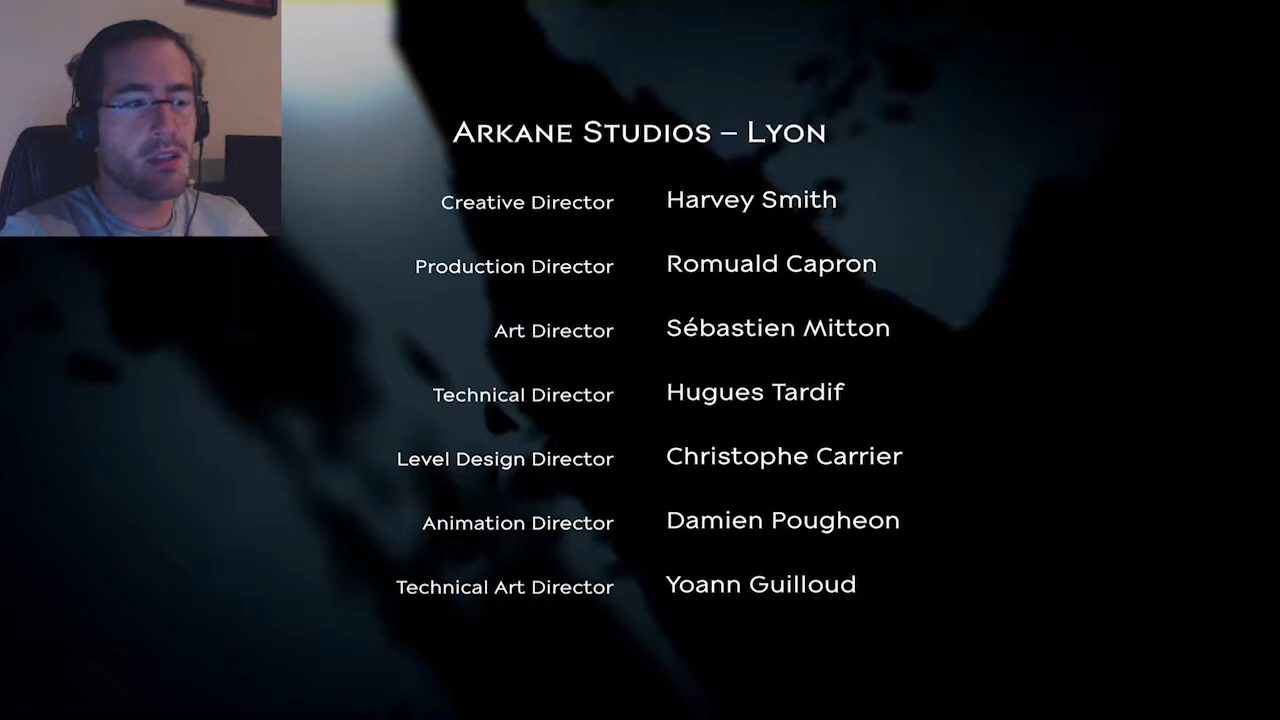 Arkane Studios – Lyon
Creative Director Harvey Smith
Production Director Romuald Capron
Art Director Sébastien Mitton
Technical Director Hugues Tardif
Level Design Director Christophe Carrier
Animation Director Damien Pougheon
Technical Art Director Yoann Guilloud